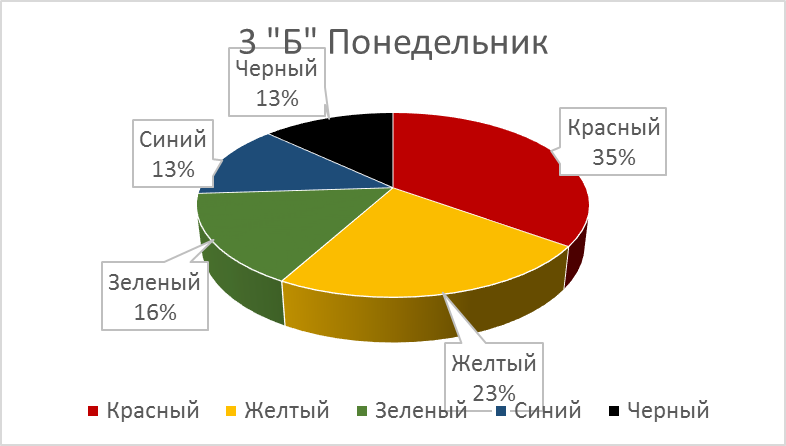 3 "Б" Понедельник
Черный
13%
Красный
35%
Синий
13%
Зеленый
16%
Желтый
23%
Красный Желтый Зеленый Синий Черный